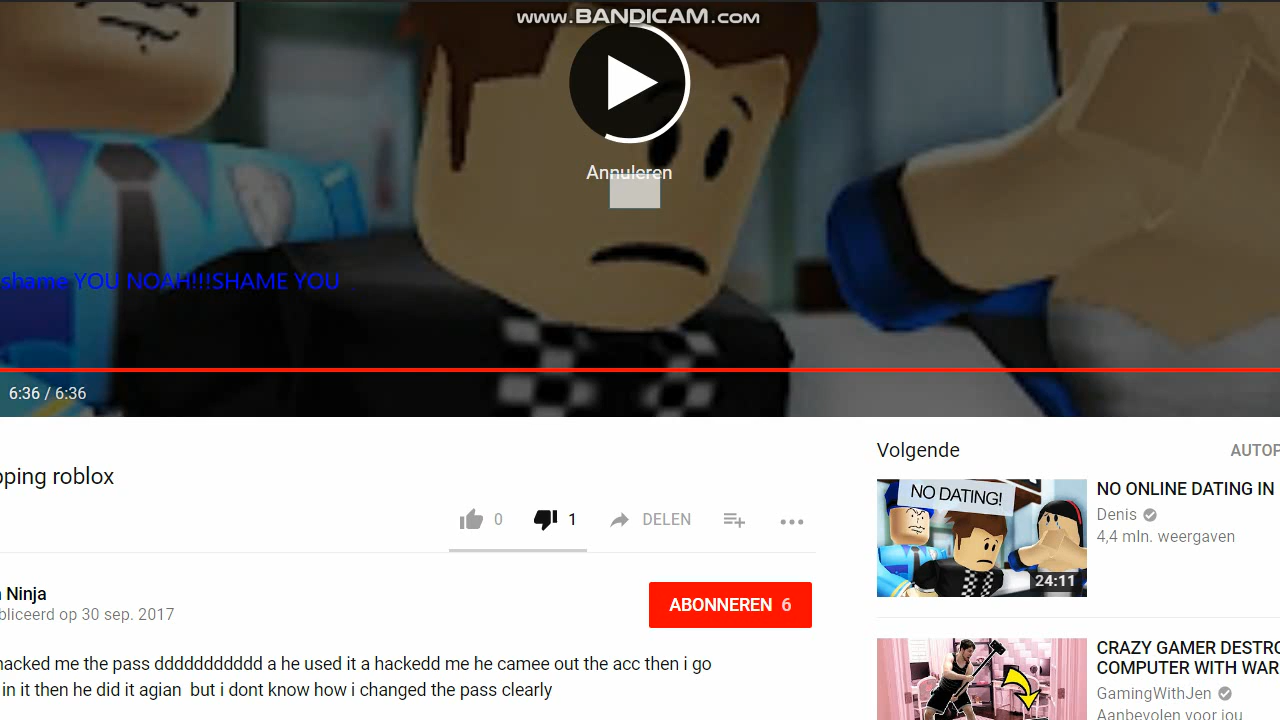 www.BANDICAM.com
Annuleren
shame YOU NOAH!!!SHAME YOU
6:36 / 6:36
Volgende
AUTOP
pping roblox
NO DATING!
NO ONLINE DATING IN
Denis
4,4 mln. weergaven
24:11
0
1
DELEN
Ninja
bliceerd op 30 sep. 2017
ABONNEREN 6
CRAZY GAMER DESTRO
COMPUTER WITH WAR
GamingWithJen
Aanbevolen voor jou
hacked me the pass ddddddddddd d he used it a hackedd me he camee out the acc then i go
in it then he did it agian but i dont know how i changed the pass clearly